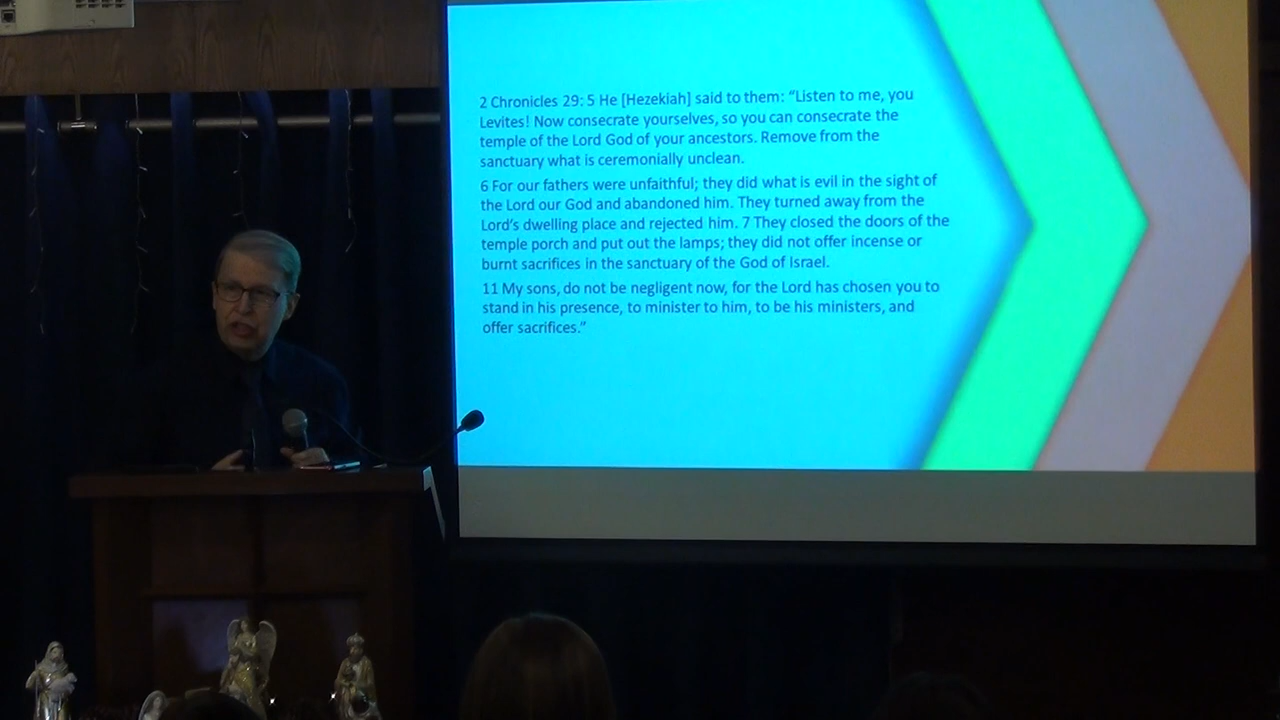 2 Chronicles 29: 5 He [Hezekiah] said to them: “Listen to me, you
Levites! Now consecrate yourselves, so you can consecrate the
temple of the Lord God of your ancestors. Remove from the
sanctuary what is ceremonially unclean.
6 For our fathers were unfaithful; they did what is evil in the sight of
the Lord our God and abandoned him. They turned away from the
Lord’s dwelling place and rejected him. 7 They closed the doors of the
temple porch and put out the lamps; they did not offer incense or
burnt sacrifices in the sanctuary of the God of Israel.
11 My sons, do not be negligent now, for the Lord has chosen you to
stand in his presence, to minister to him, to be his ministers, and
offer sacrifices.”